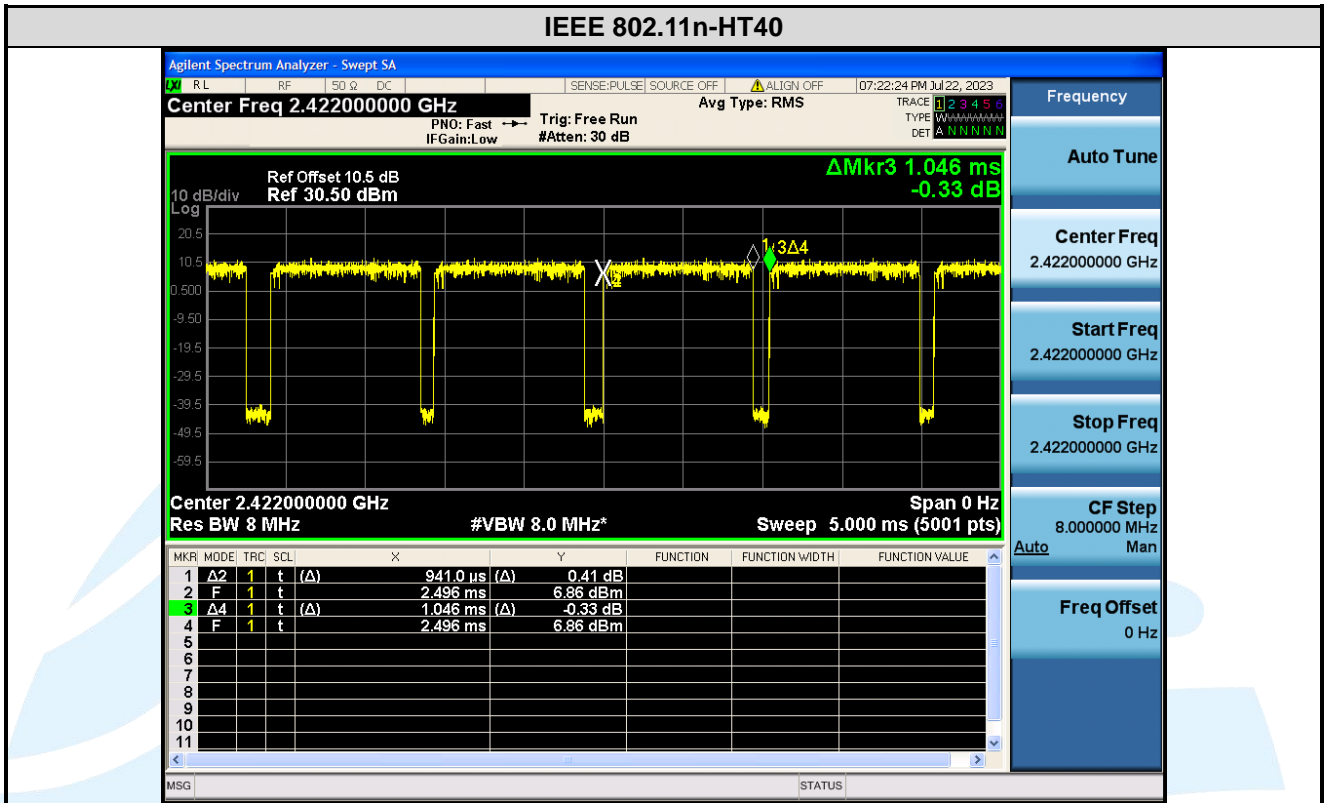 IEEE 802.11n-HT40
Agilent Spectrum Analyzer - Swept SA
LXI RL RF 50 Ω DC SENSE:PULSE SOURCE OFF ALIGN OFF 07:22:24 PM Jul 22, 2023
Center Freq 2.422000000 GHz
PNO: Fast
IFGain:Low
Trig: Free Run
#Atten: 30 dB
Avg Type: RMS
TRACE 1 2 3 4 5 6
TYPE WWWWWW
DET A N N N N N
Ref Offset 10.5 dB
10 dB/div Ref 30.50 dBm
Log
ΔMkr3 1.046 ms
-0.33 dB
20.5
10.5
0.500
-9.50
-19.5
-29.5
-39.5
-49.5
-59.5
3Δ4
Center 2.422000000 GHz Span 0 Hz
Res BW 8 MHz #VBW 8.0 MHz* Sweep 5.000 ms (5001 pts)
MKR MODE TRC SCL X Y FUNCTION FUNCTION WIDTH FUNCTION VALUE
1 Δ2 1 t (Δ) 941.0 µs (Δ) 0.41 dB
2 F 1 t 2.496 ms 6.86 dBm
3 Δ4 1 t (Δ) 1.046 ms (Δ) -0.33 dB
4 F 1 t 2.496 ms 6.86 dBm
5
6
7
8
9
10
11
MSG STATUS
Frequency
Auto Tune
Center Freq
2.422000000 GHz
Start Freq
2.422000000 GHz
Stop Freq
2.422000000 GHz
CF Step
8.000000 MHz
Auto Man
Freq Offset
0 Hz